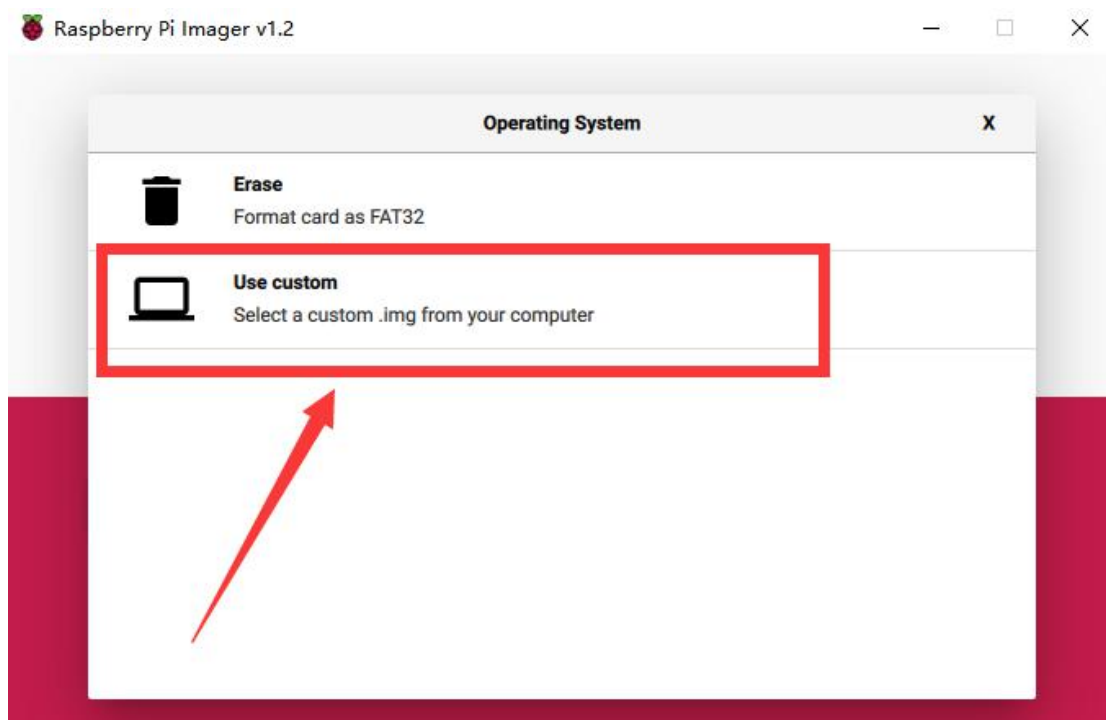 Raspberry Pi Imager v1.2
Operating System X
Erase
Format card as FAT32
Use custom
Select a custom .img from your computer